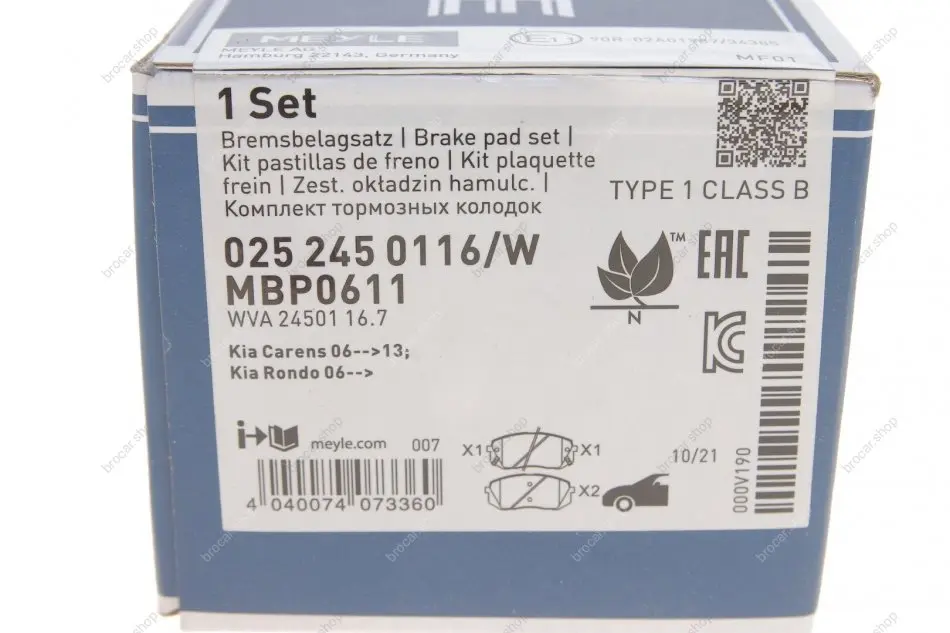 MEYLE
MEYLE AG
Hamburg 22143, Germany
E11
MF01
1 Set
Bremsbelagsatz | Brake pad set |
Kit pastillas de freno | Kit plaquette
frein | Zest. okładzin hamulc. |
Комплект тормозных колодок
TYPE 1 CLASS B
025 245 0116/W
MBP0611
WVA 24501 16.7
TM
EAC
N
KC
Kia Carens 06-->13;
Kia Rondo 06-->
i
meyle.com
007
X1
X1
X2
10/21
000V190
4 040074 073360
brocar.shop